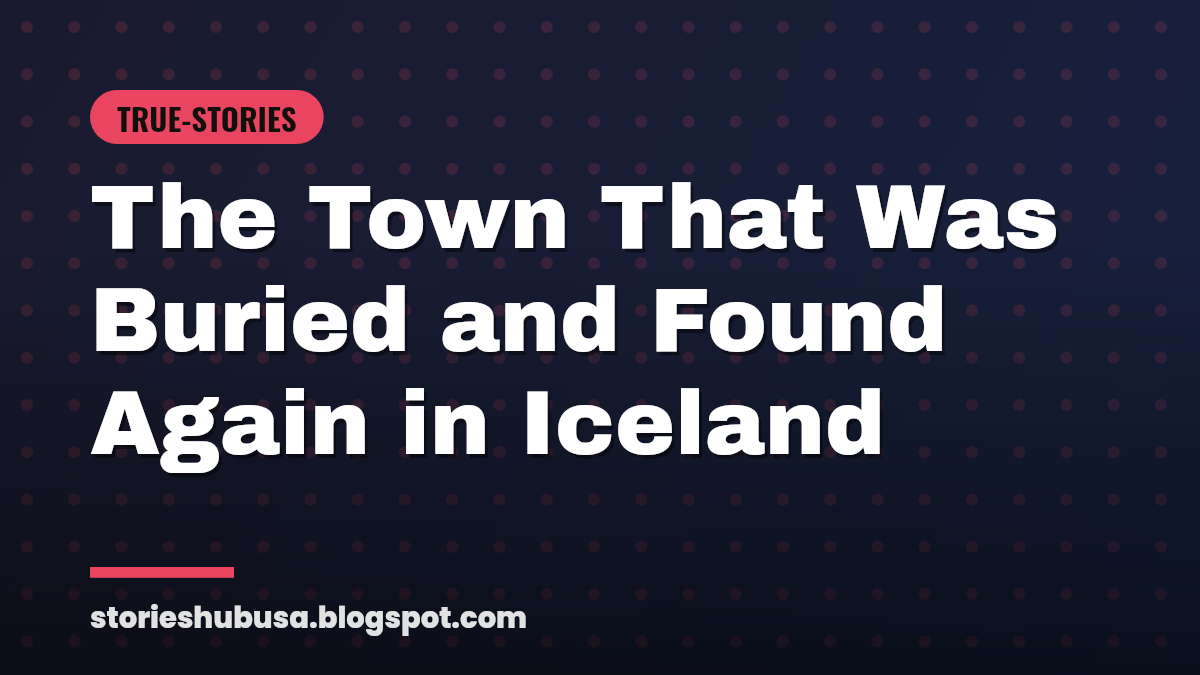 TRUE-STORIES
The Town That Was
Buried and Found
Again in Iceland
storieshubusa.blogspot.com